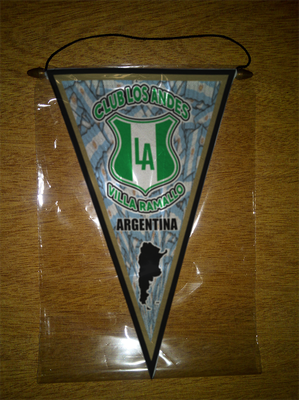 CLUB LOS ANDES
LA
VILLA RAMALLO
ARGENTINA